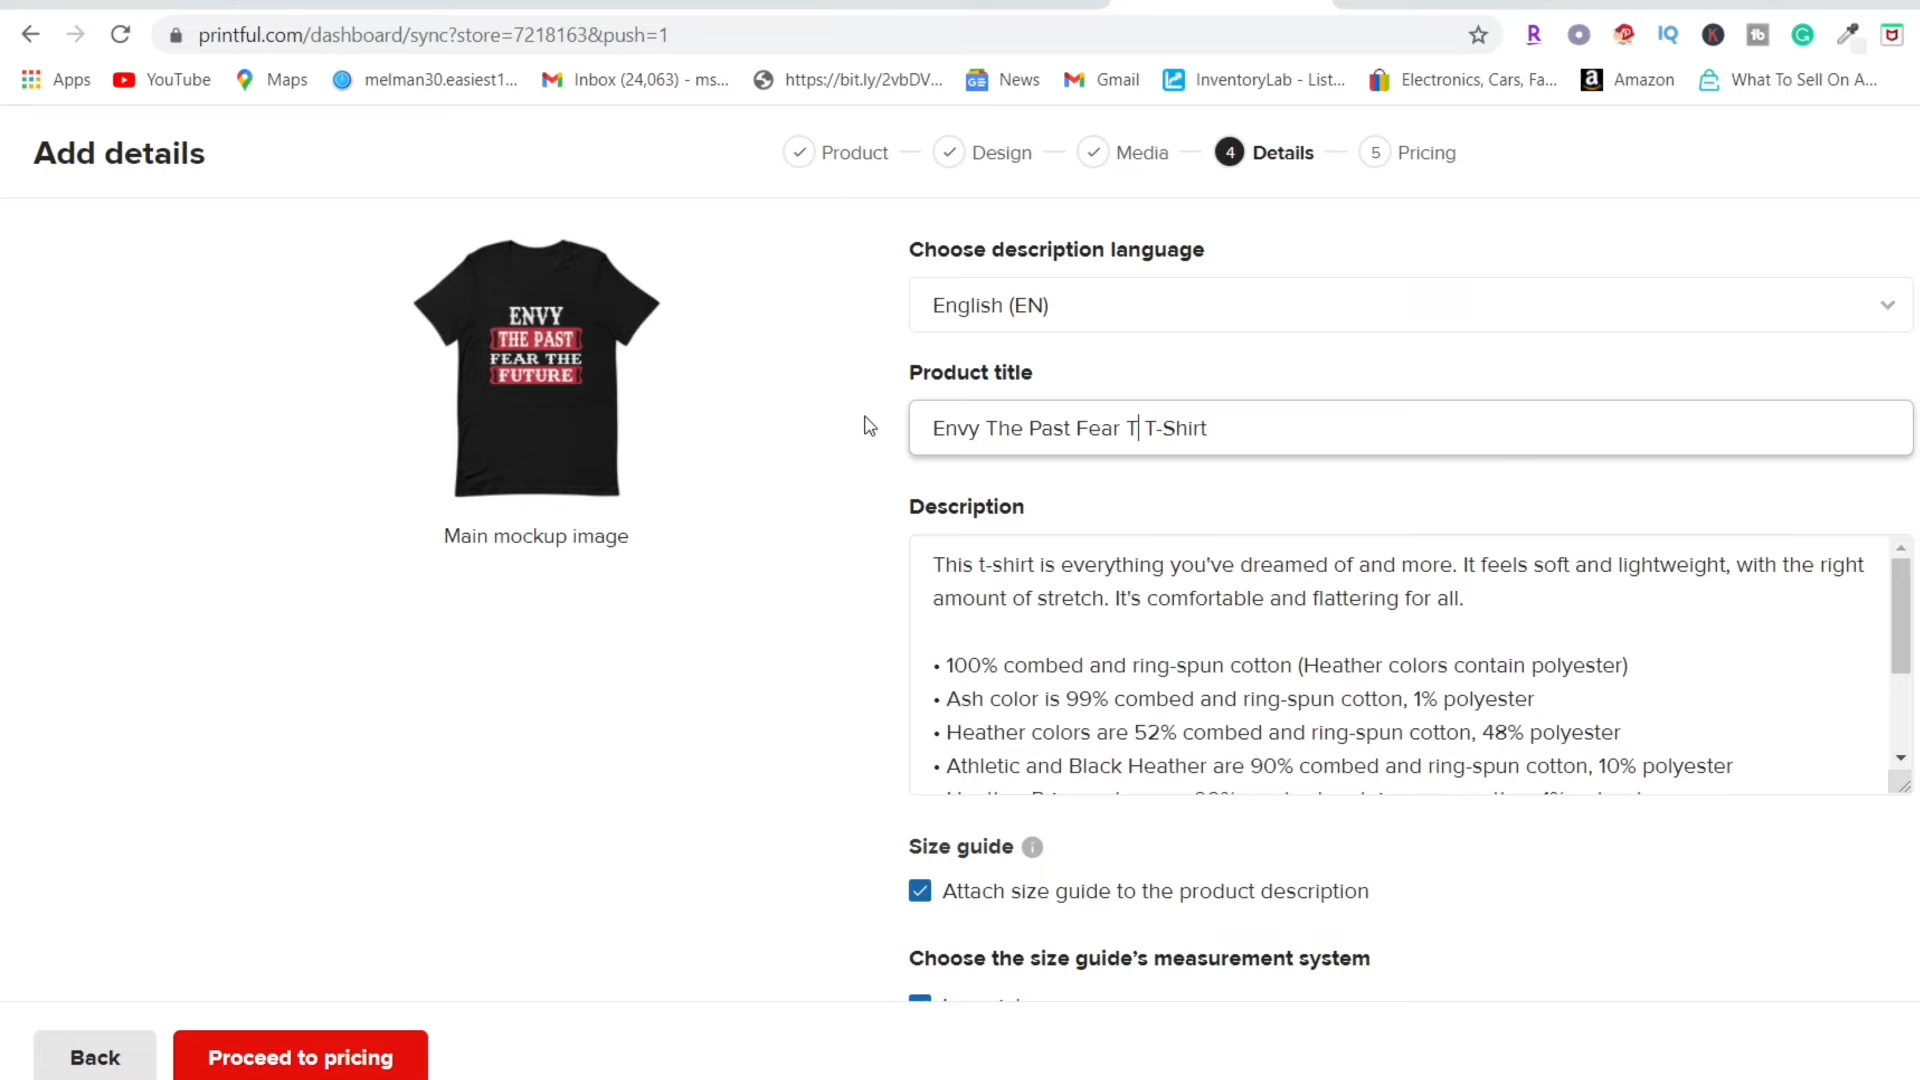 printful.com/dashboard/sync?store=7218163&push=1
R
IQ
K
tb
G
Apps
YouTube
Maps
melman30.easiest1...
Inbox (24,063) - ms...
https://bit.ly/2vbDV...
GE
News
Gmail
InventoryLab - List...
Electronics, Cars, Fa...
a
Amazon
What To Sell On A...
Add details
Product
Design
Media
4 Details
5 Pricing
ENVY
THE PAST
FEAR THE
FUTURE
Main mockup image
Choose description language
English (EN)
Product title
Envy The Past Fear T T-Shirt
Description
This t-shirt is everything you've dreamed of and more. It feels soft and lightweight, with the right
amount of stretch. It's comfortable and flattering for all.
• 100% combed and ring-spun cotton (Heather colors contain polyester)
• Ash color is 99% combed and ring-spun cotton, 1% polyester
• Heather colors are 52% combed and ring-spun cotton, 48% polyester
• Athletic and Black Heather are 90% combed and ring-spun cotton, 10% polyester
Size guide i
Attach size guide to the product description
Choose the size guide’s measurement system
Back
Proceed to pricing